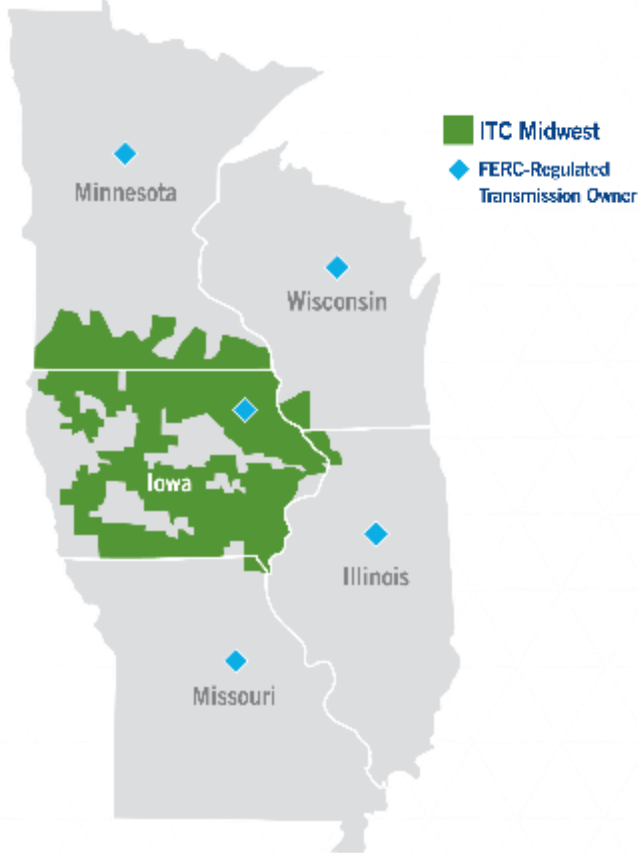 ITC Midwest
FERC-Regulated
Transmission Owner
Minnesota
Wisconsin
Iowa
Illinois
Missouri